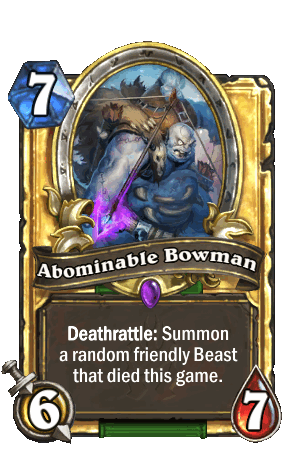 7
Abominable Bowman
Deathrattle: Summon
a random friendly Beast
that died this game.
6
7